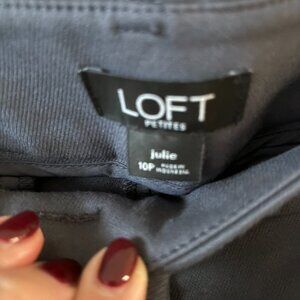 LOFT
PETITES
julie
10P MADE IN
INDONESIA